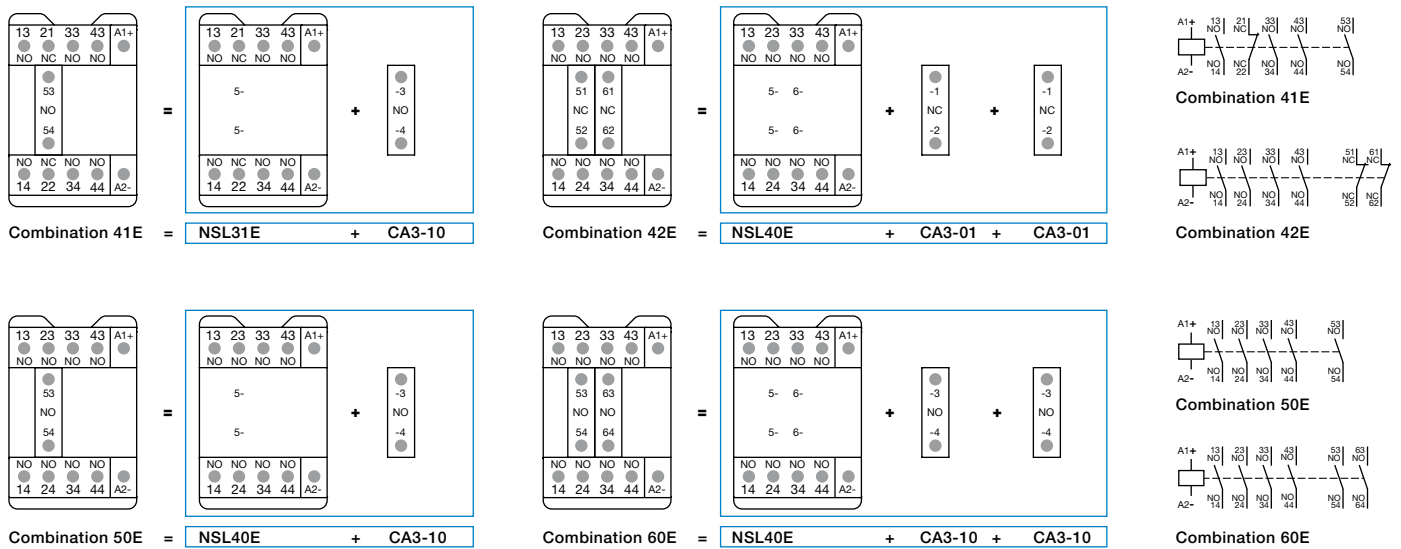 13 21 33 43 A1+
NO NC NO NO
53
NO
54
NO NC NO NO
14 22 34 44 A2-
=
13 21 33 43 A1+
NO NC NO NO
5-
5-
NO NC NO NO
14 22 34 44 A2-
+
-3
NO
-4
Combination 41E = NSL31E + CA3-10
13 23 33 43 A1+
NO NO NO NO
51 61
NC NC
52 62
NO NO NO NO
14 24 34 44 A2-
=
13 23 33 43 A1+
NO NO NO NO
5- 6-
5- 6-
NO NO NO NO
14 24 34 44 A2-
+
-1
NC
-2
+
-1
NC
-2
Combination 42E = NSL40E + CA3-01 + CA3-01
A1+ 13 21 33 43 53
NO NC NO NO NO
NO NC NO NO NO
A2- 14 22 34 44 54
Combination 41E
A1+ 13 23 33 43 51 61
NO NO NO NO NC NC
NO NO NO NO NC NC
A2- 14 24 34 44 52 62
Combination 42E
13 23 33 43 A1+
NO NO NO NO
53
NO
54
NO NO NO NO
14 24 34 44 A2-
=
13 23 33 43 A1+
NO NO NO NO
5-
5-
NO NO NO NO
14 24 34 44 A2-
+
-3
NO
-4
Combination 50E = NSL40E + CA3-10
13 23 33 43 A1+
NO NO NO NO
53 63
NO NO
54 64
NO NO NO NO
14 24 34 44 A2-
=
13 23 33 43 A1+
NO NO NO NO
5- 6-
5- 6-
NO NO NO NO
14 24 34 44 A2-
+
-3
NO
-4
+
-3
NO
-4
Combination 60E = NSL40E + CA3-10 + CA3-10
A1+ 13 23 33 43 53
NO NO NO NO NO
NO NO NO NO NO
A2- 14 24 34 44 54
Combination 50E
A1+ 13 23 33 43 53 63
NO NO NO NO NO NO
NO NO NO NO NO NO
A2- 14 24 34 44 54 64
Combination 60E